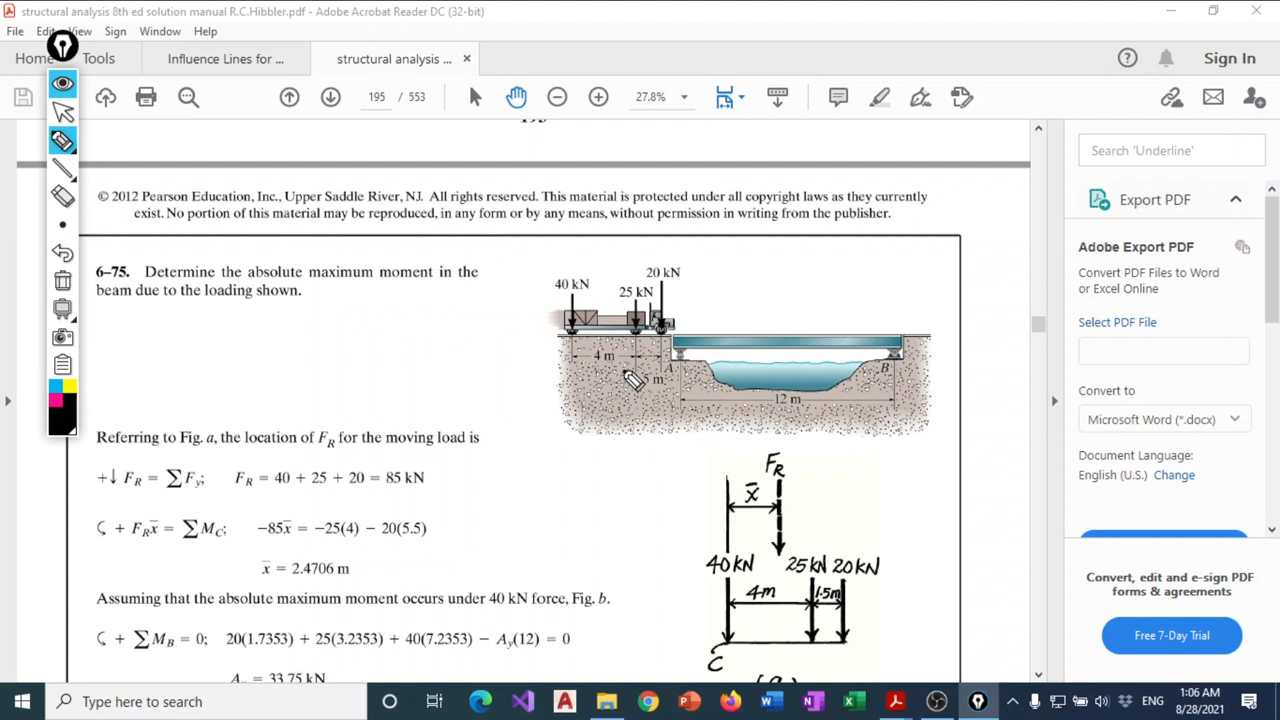 structural analysis 8th ed solution manual R.C.Hibbler.pdf - Adobe Acrobat Reader DC (32-bit)
File Edit View Sign Window Help
Home Tools Influence Lines for ... structural analysis ... × Sign In
195 / 553 27.8%
© 2012 Pearson Education, Inc., Upper Saddle River, NJ. All rights reserved. This material is protected under all copyright laws as they currently
exist. No portion of this material may be reproduced, in any form or by any means, without permission in writing from the publisher.
6–75. Determine the absolute maximum moment in the
beam due to the loading shown.
20 kN
40 kN
25 kN
4 m
A
B
5 m
12 m
Referring to Fig. a, the location of F_R for the moving load is
+↓ F_R = ∑F_y; F_R = 40 + 25 + 20 = 85 kN
ζ + F_R x̅ = ∑M_C; −85x̅ = −25(4) − 20(5.5)
x̅ = 2.4706 m
Assuming that the absolute maximum moment occurs under 40 kN force, Fig. b.
ζ + ∑M_B = 0; 20(1.7353) + 25(3.2353) + 40(7.2353) − A_y(12) = 0
= 33.75 kN
F_R
x̅
40 kN 25 kN 20 kN
4m 1.5m
C
(a)
Search 'Underline'
Export PDF
Adobe Export PDF
Convert PDF Files to Word
or Excel Online
Select PDF File
Convert to
Microsoft Word (*.docx)
Document Language:
English (U.S.) Change
Convert, edit and e-sign PDF
forms & agreements
Free 7-Day Trial
Type here to search
ENG
1:06 AM
8/28/2021